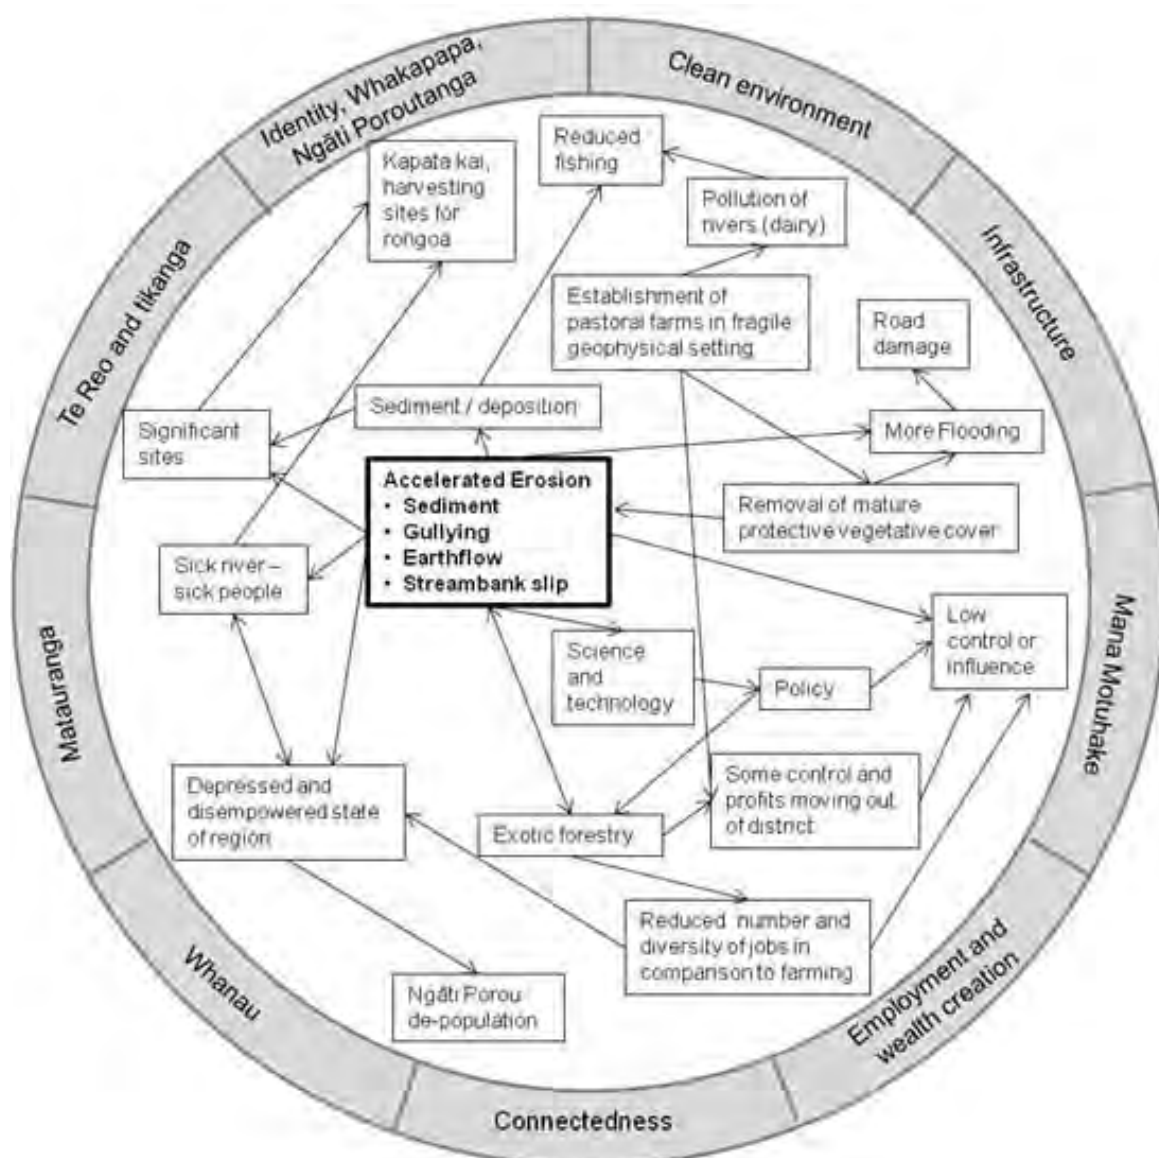 Identity, Whakapapa,
Ngāti Poroutanga
Clean environment
Infrastructure
Mana Motuhake
Employment and
wealth creation
Connectedness
Whanau
Matauranga
Te Reo and tikanga
Kapata kai,
harvesting
sites for
rongoa
Reduced
fishing
Pollution of
rivers (dairy)
Establishment of
pastoral farms in fragile
geophysical setting
Road
damage
Sediment / deposition
Significant
sites
More Flooding
Accelerated Erosion
• Sediment
• Gullying
• Earthflow
• Streambank slip
Removal of mature
protective vegetative cover
Sick river –
sick people
Science
and
technology
Policy
Low
control or
influence
Depressed and
disempowered state
of region
Exotic forestry
Some control and
profits moving out
of district
Reduced number and
diversity of jobs in
comparison to farming
Ngāti Porou
de-population